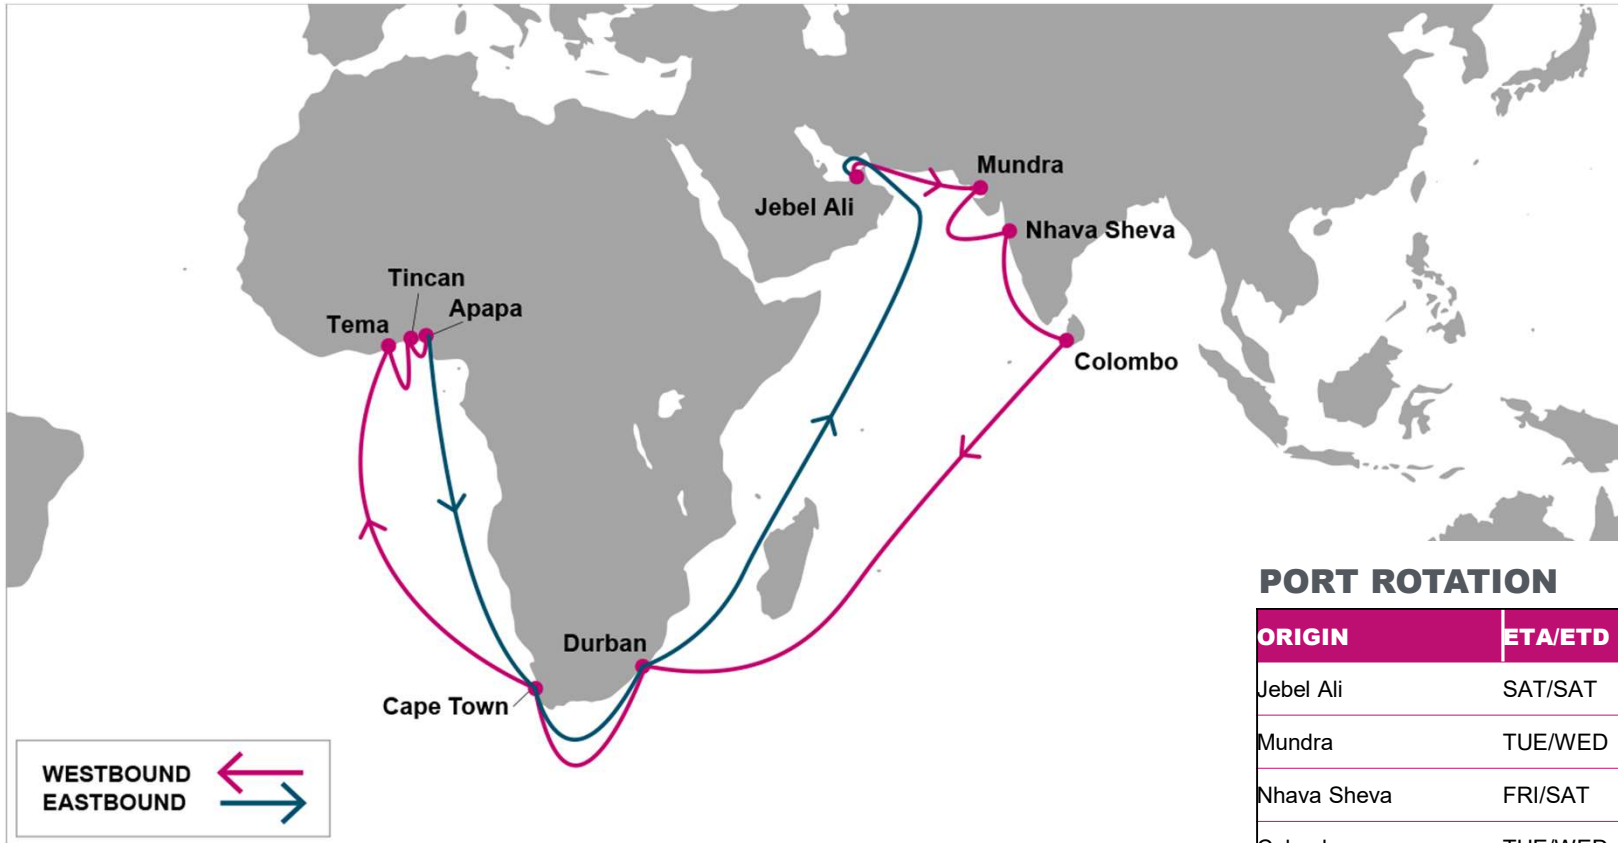 Mundra
Jebel Ali
Nhava Sheva
Tincan
Apapa
Tema
Colombo
Durban
Cape Town
WESTBOUND
EASTBOUND
PORT ROTATION
ORIGIN ETA/ETD
Jebel Ali SAT/SAT
Mundra TUE/WED
Nhava Sheva FRI/SAT